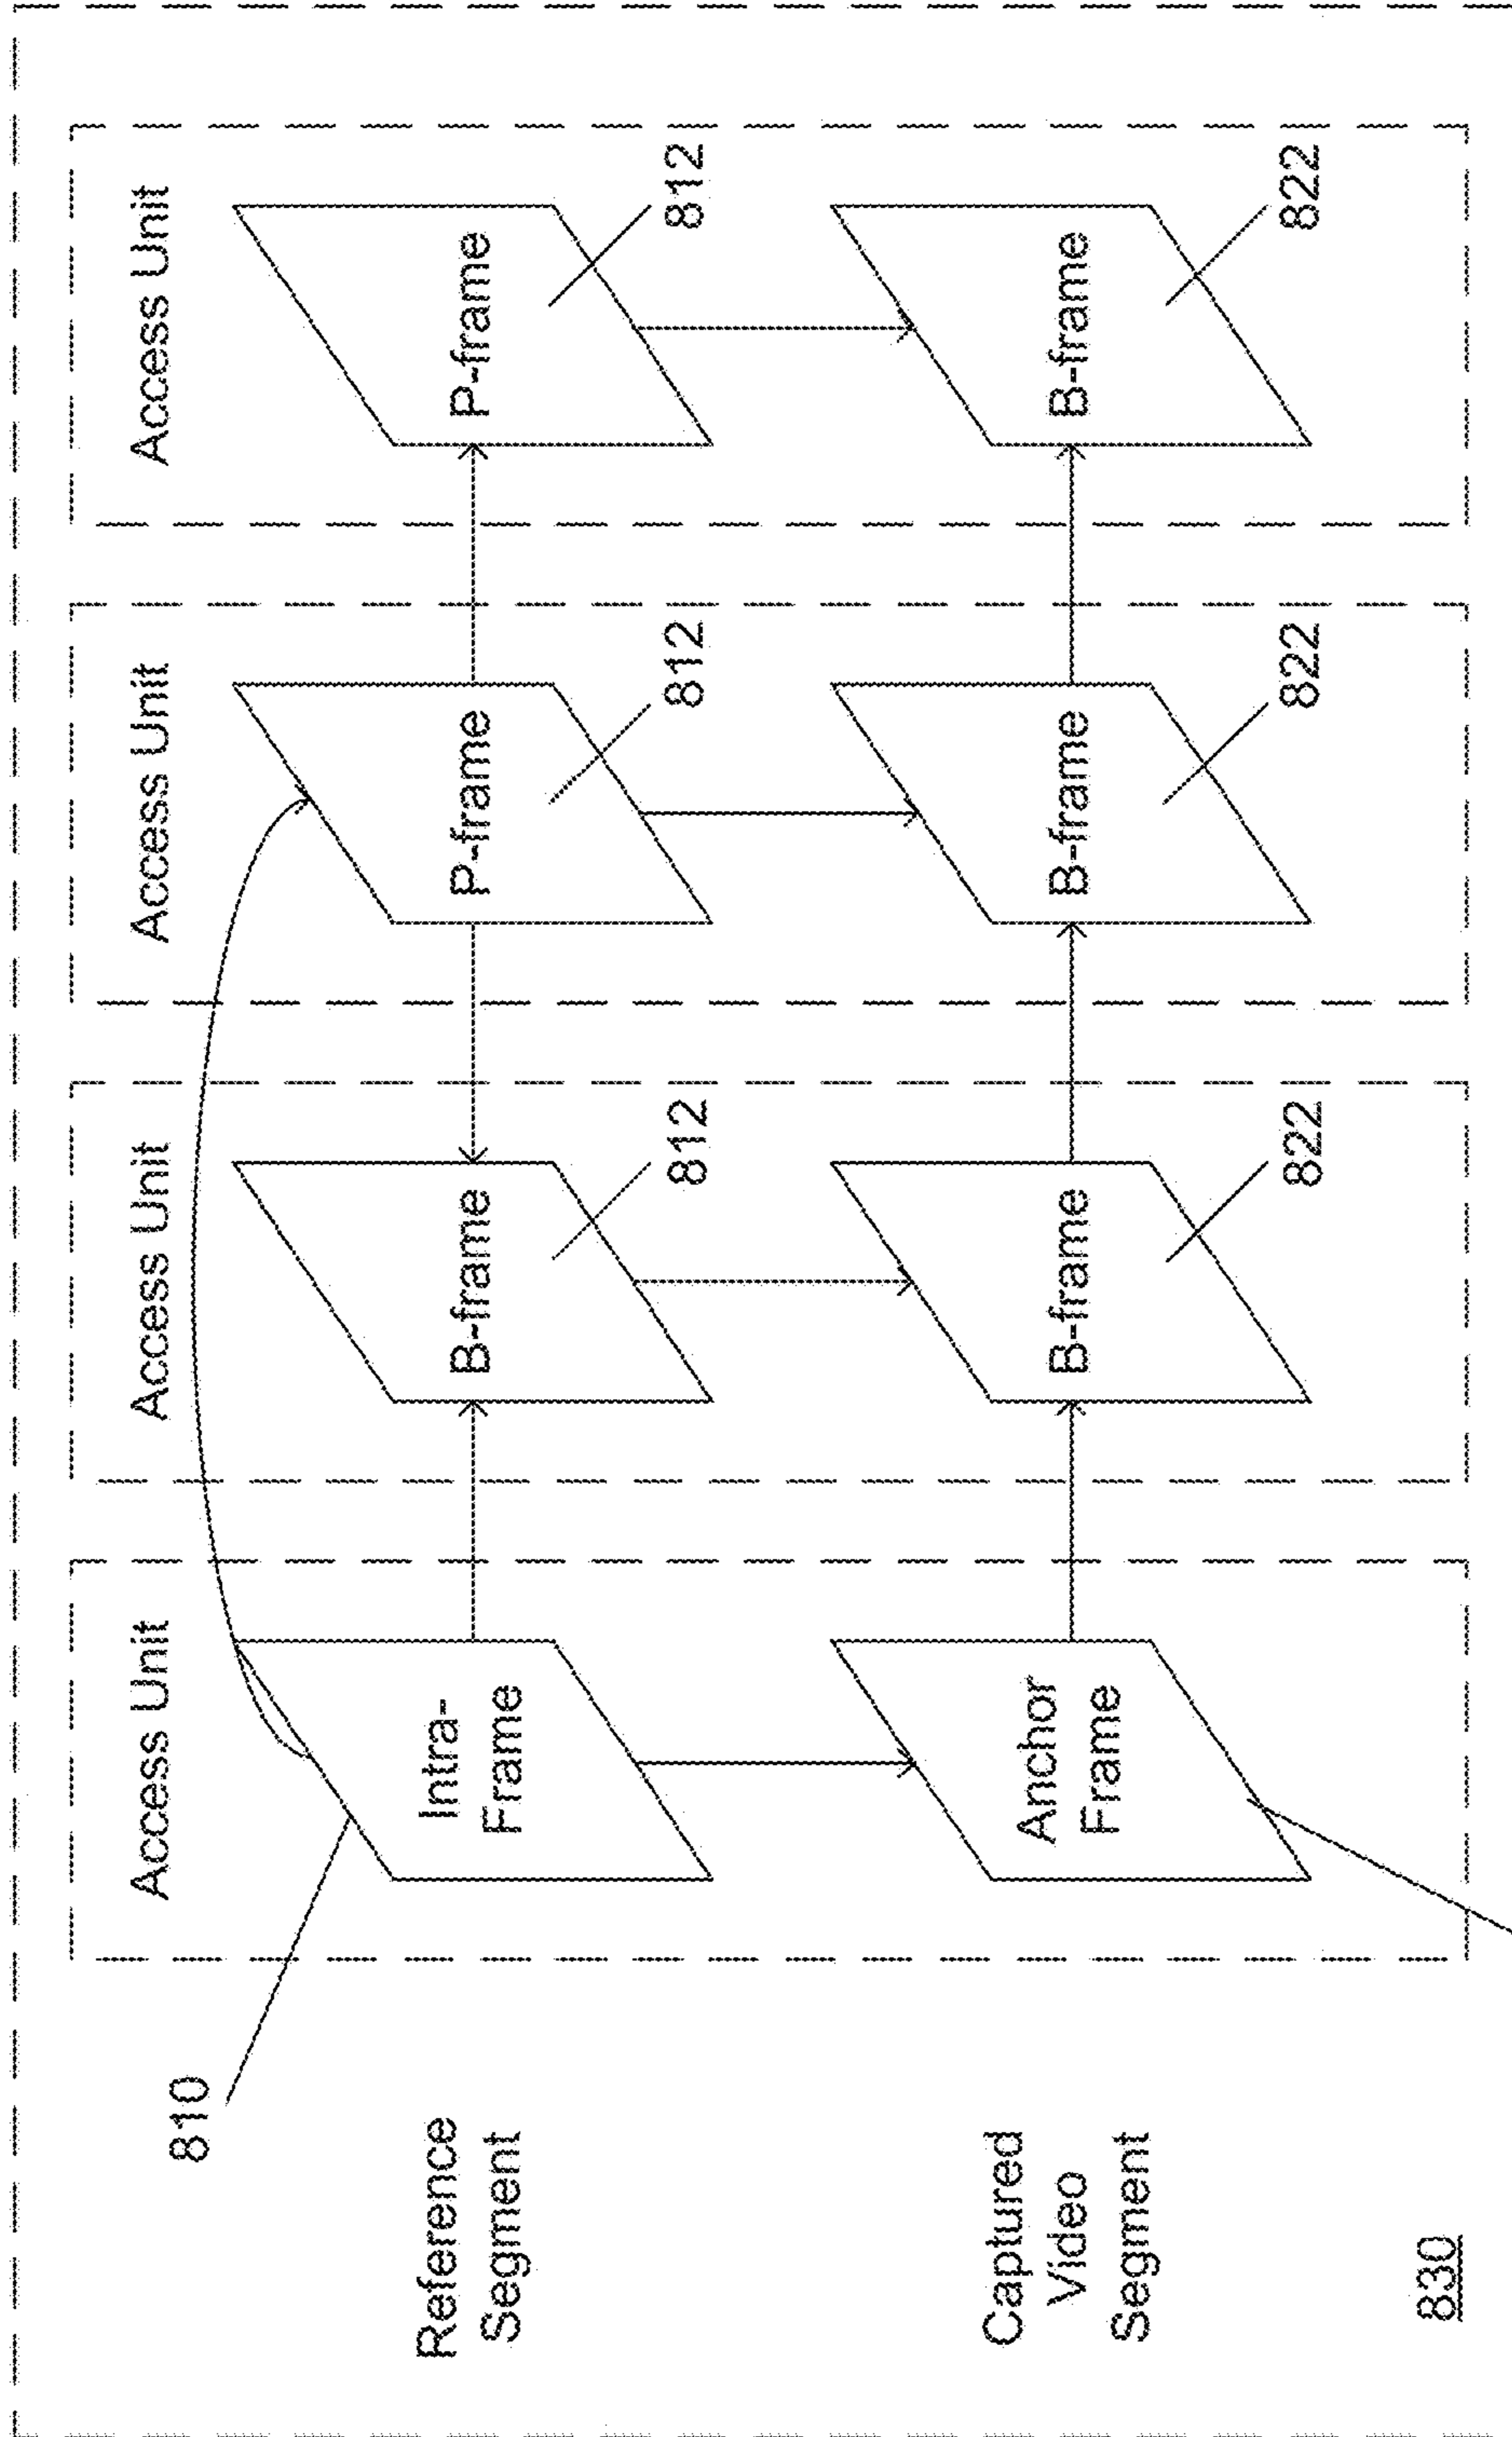 810
Access Unit
Access Unit
Access Unit
Access Unit
Reference
Segment
Intra-
Frame
B-frame
P-frame
P-frame
812
812
812
Captured
Video
Segment
Anchor
Frame
B-frame
B-frame
B-frame
822
822
822
830